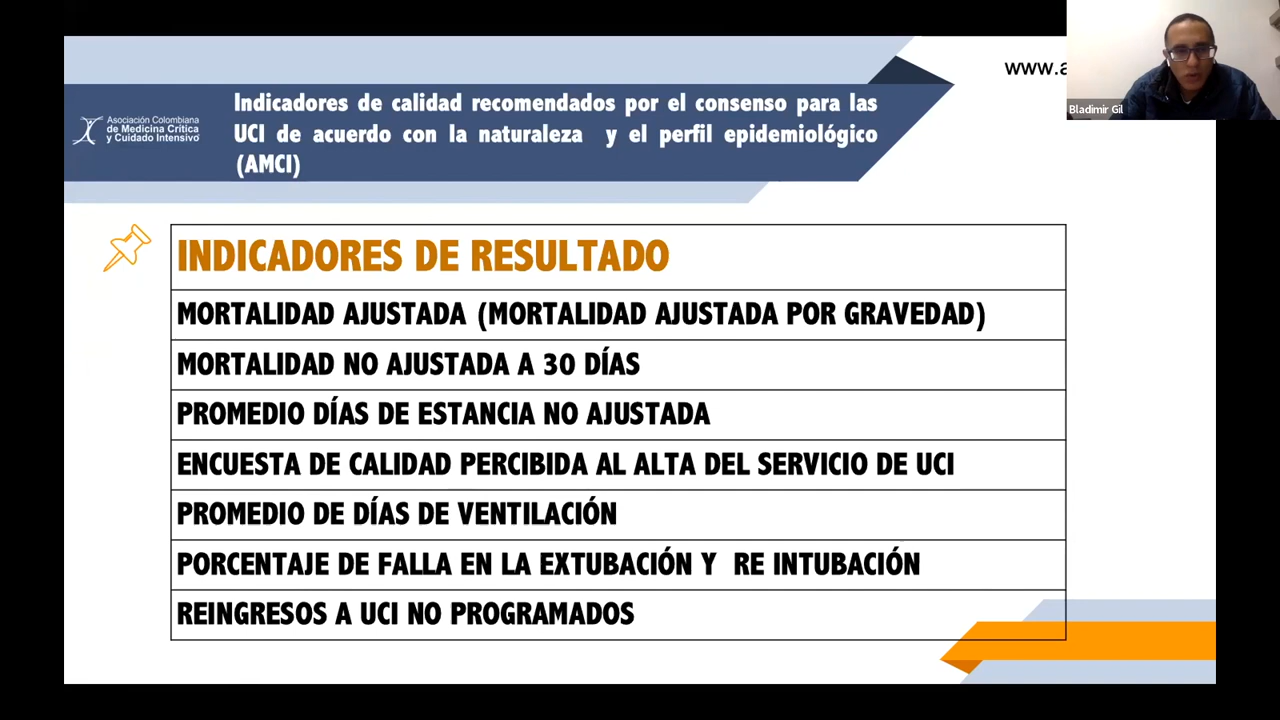 www.a
Bladimir Gil
Asociación Colombiana
de Medicina Crítica
y Cuidado Intensivo
Indicadores de calidad recomendados por el consenso para las
UCI de acuerdo con la naturaleza y el perfil epidemiológico
(AMCI)
INDICADORES DE RESULTADO
MORTALIDAD AJUSTADA (MORTALIDAD AJUSTADA POR GRAVEDAD)
MORTALIDAD NO AJUSTADA A 30 DÍAS
PROMEDIO DÍAS DE ESTANCIA NO AJUSTADA
ENCUESTA DE CALIDAD PERCIBIDA AL ALTA DEL SERVICIO DE UCI
PROMEDIO DE DÍAS DE VENTILACIÓN
PORCENTAJE DE FALLA EN LA EXTUBACIÓN Y RE INTUBACIÓN
REINGRESOS A UCI NO PROGRAMADOS